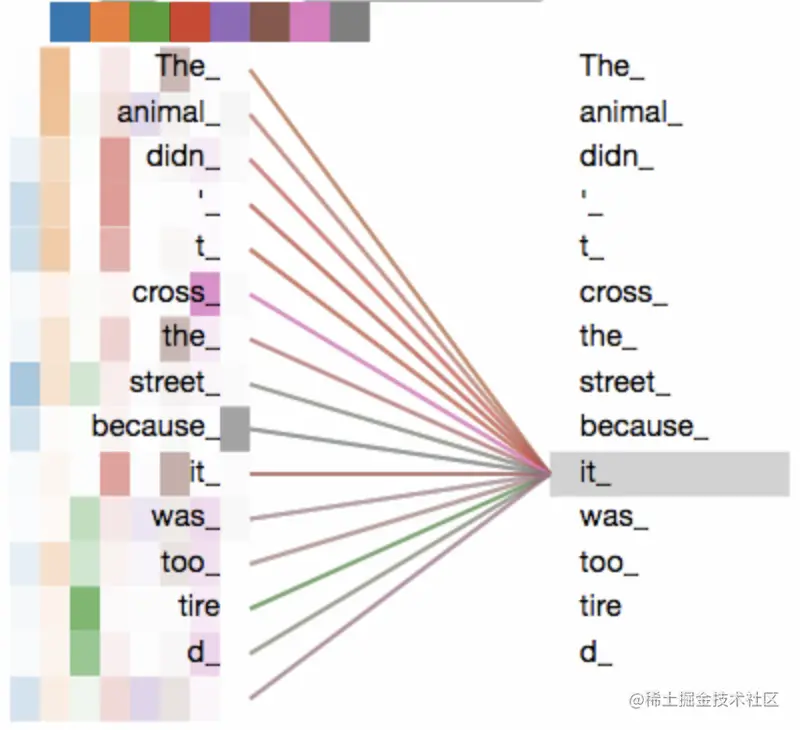 The_ The_
animal_ animal_
didn_ didn_
'_ '_
t_ t_
cross_ cross_
the_ the_
street_ street_
because_ because_
it_ it_
was_ was_
too_ too_
tire tire
d_ d_
@稀土掘金技术社区